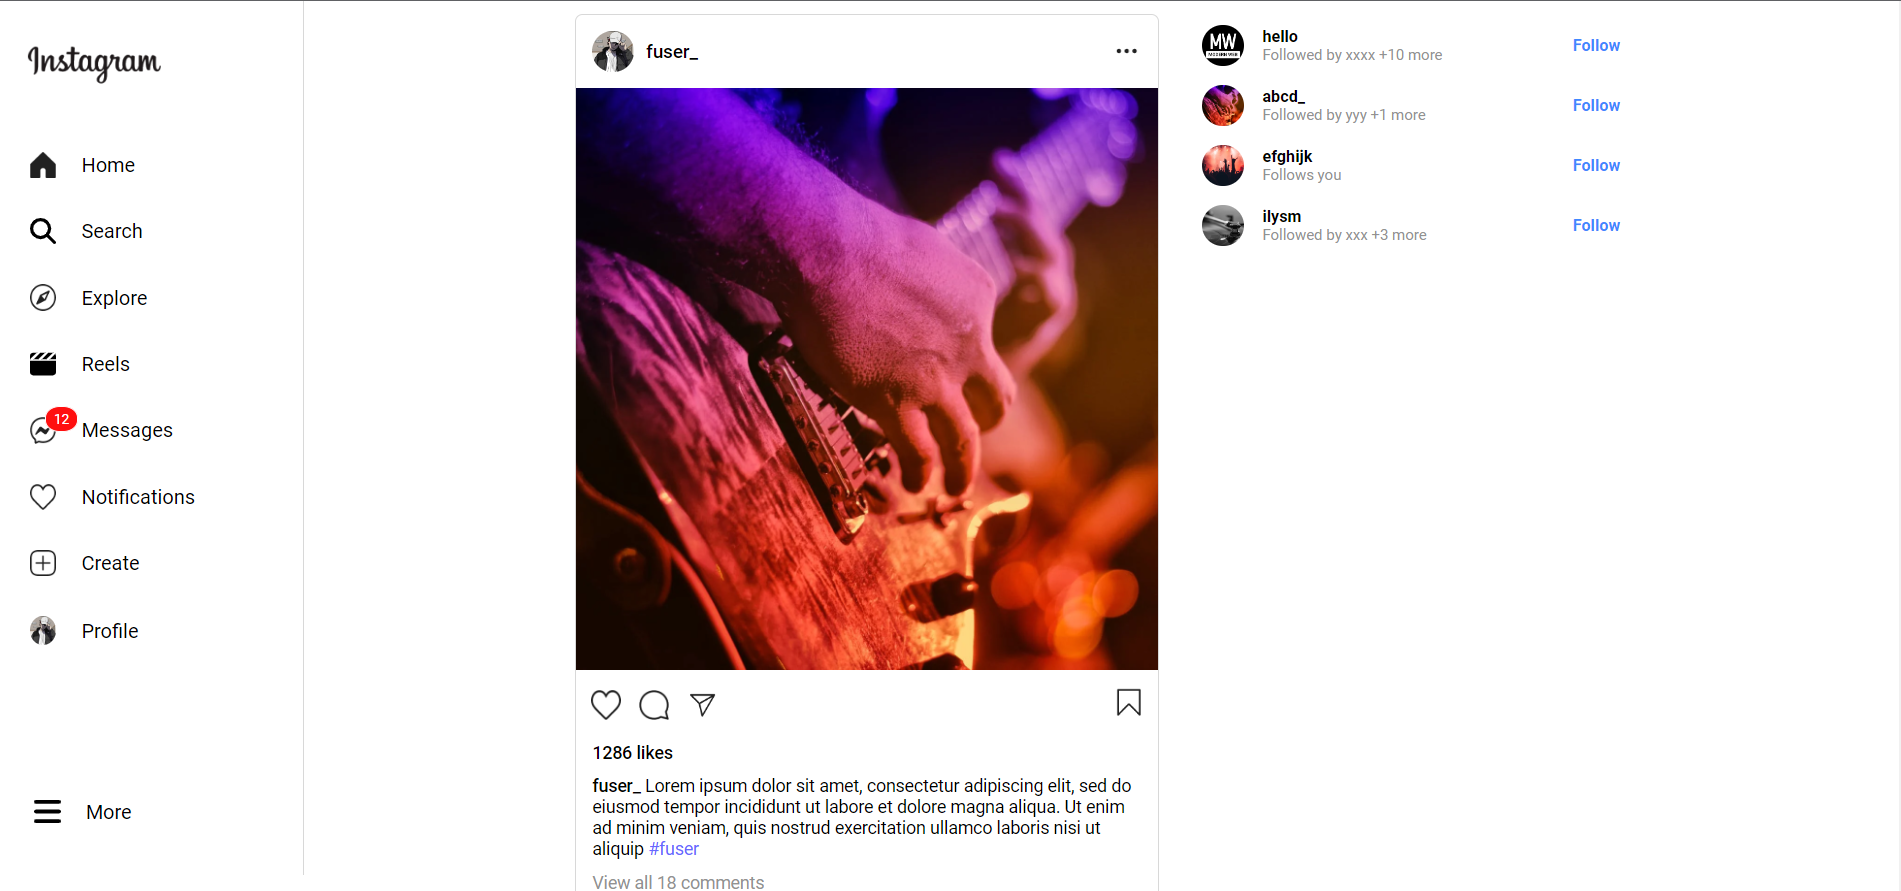 Instagram
Home
Search
Explore
Reels
12
Messages
Notifications
Create
Profile
More
fuser_
1286 likes
fuser_ Lorem ipsum dolor sit amet, consectetur adipiscing elit, sed do
eiusmod tempor incididunt ut labore et dolore magna aliqua. Ut enim
ad minim veniam, quis nostrud exercitation ullamco laboris nisi ut
aliquip #fuser
View all 18 comments
MW
MODERN WEB
hello
Followed by xxxx +10 more
Follow
abcd_
Followed by yyy +1 more
Follow
efghijk
Follows you
Follow
ilysm
Followed by xxx +3 more
Follow